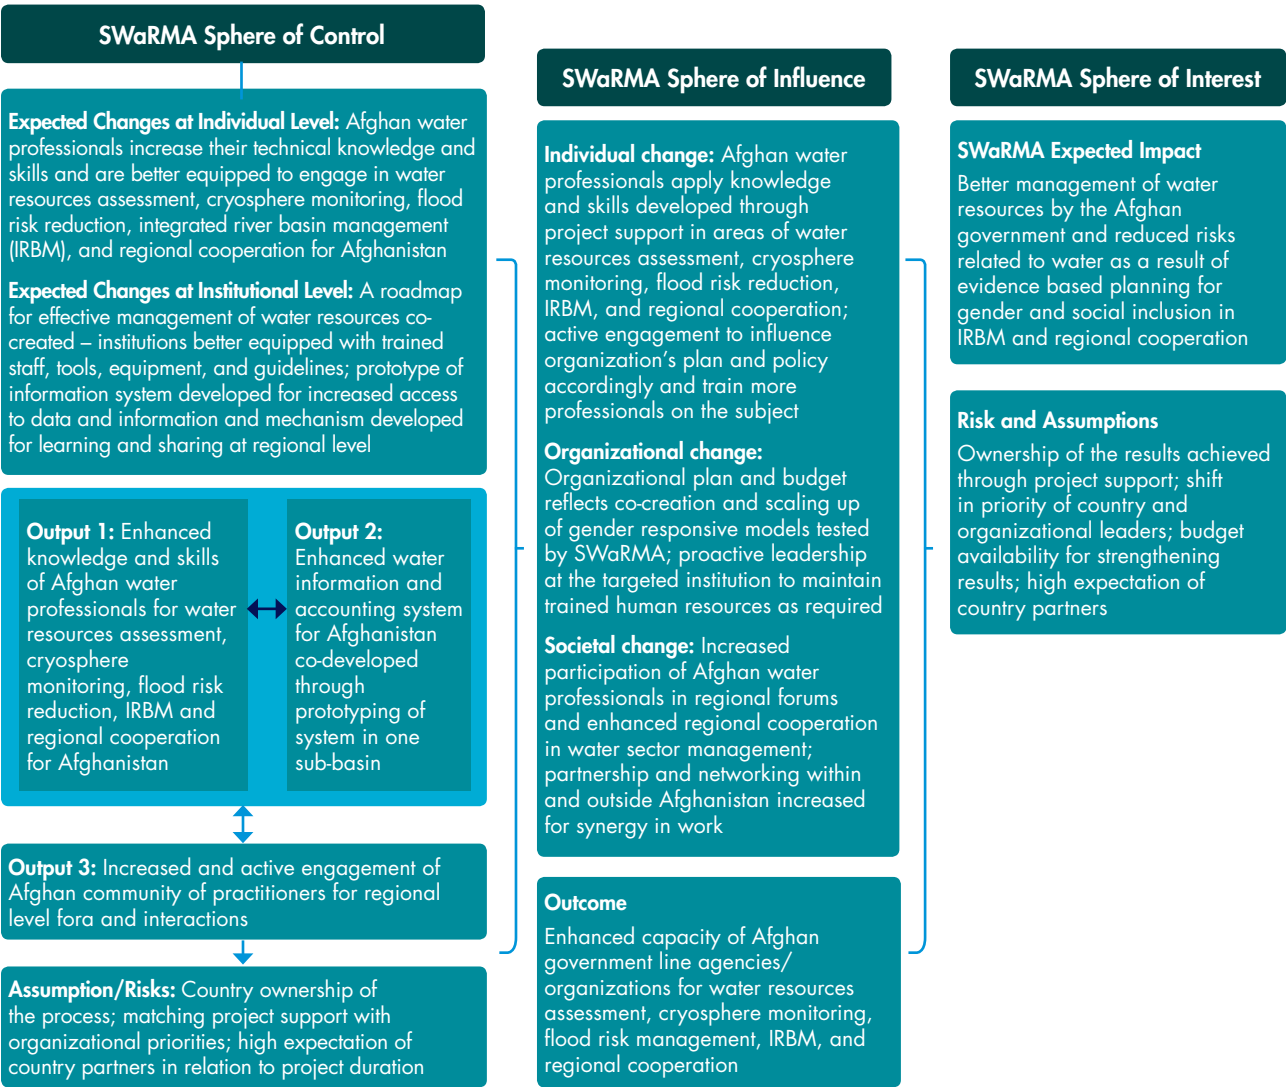 SWaRMA Sphere of Control
Expected Changes at Individual Level: Afghan water
professionals increase their technical knowledge and
skills and are better equipped to engage in water
resources assessment, cryosphere monitoring, flood
risk reduction, integrated river basin management
(IRBM), and regional cooperation for Afghanistan
Expected Changes at Institutional Level: A roadmap
for effective management of water resources co-
created – institutions better equipped with trained
staff, tools, equipment, and guidelines; prototype of
information system developed for increased access
to data and information and mechanism developed
for learning and sharing at regional level
Output 1: Enhanced
knowledge and skills
of Afghan water
professionals for water
resources assessment,
cryosphere
monitoring, flood risk
reduction, IRBM and
regional cooperation
for Afghanistan
Output 2:
Enhanced water
information and
accounting system
for Afghanistan
co-developed
through
prototyping of
system in one
sub-basin
Output 3: Increased and active engagement of
Afghan community of practitioners for regional
level fora and interactions
Assumption/Risks: Country ownership of
the process; matching project support with
organizational priorities; high expectation of
country partners in relation to project duration
SWaRMA Sphere of Influence
Individual change: Afghan water
professionals apply knowledge
and skills developed through
project support in areas of water
resources assessment, cryosphere
monitoring, flood risk reduction,
IRBM, and regional cooperation;
active engagement to influence
organization’s plan and policy
accordingly and train more
professionals on the subject
Organizational change:
Organizational plan and budget
reflects co-creation and scaling up
of gender responsive models tested
by SWaRMA; proactive leadership
at the targeted institution to maintain
trained human resources as required
Societal change: Increased
participation of Afghan water
professionals in regional forums
and enhanced regional cooperation
in water sector management;
partnership and networking within
and outside Afghanistan increased
for synergy in work
Outcome
Enhanced capacity of Afghan
government line agencies/
organizations for water resources
assessment, cryosphere monitoring,
flood risk management, IRBM, and
regional cooperation
SWaRMA Sphere of Interest
SWaRMA Expected Impact
Better management of water
resources by the Afghan
government and reduced risks
related to water as a result of
evidence based planning for
gender and social inclusion in
IRBM and regional cooperation
Risk and Assumptions
Ownership of the results achieved
through project support; shift
in priority of country and
organizational leaders; budget
availability for strengthening
results; high expectation of
country partners